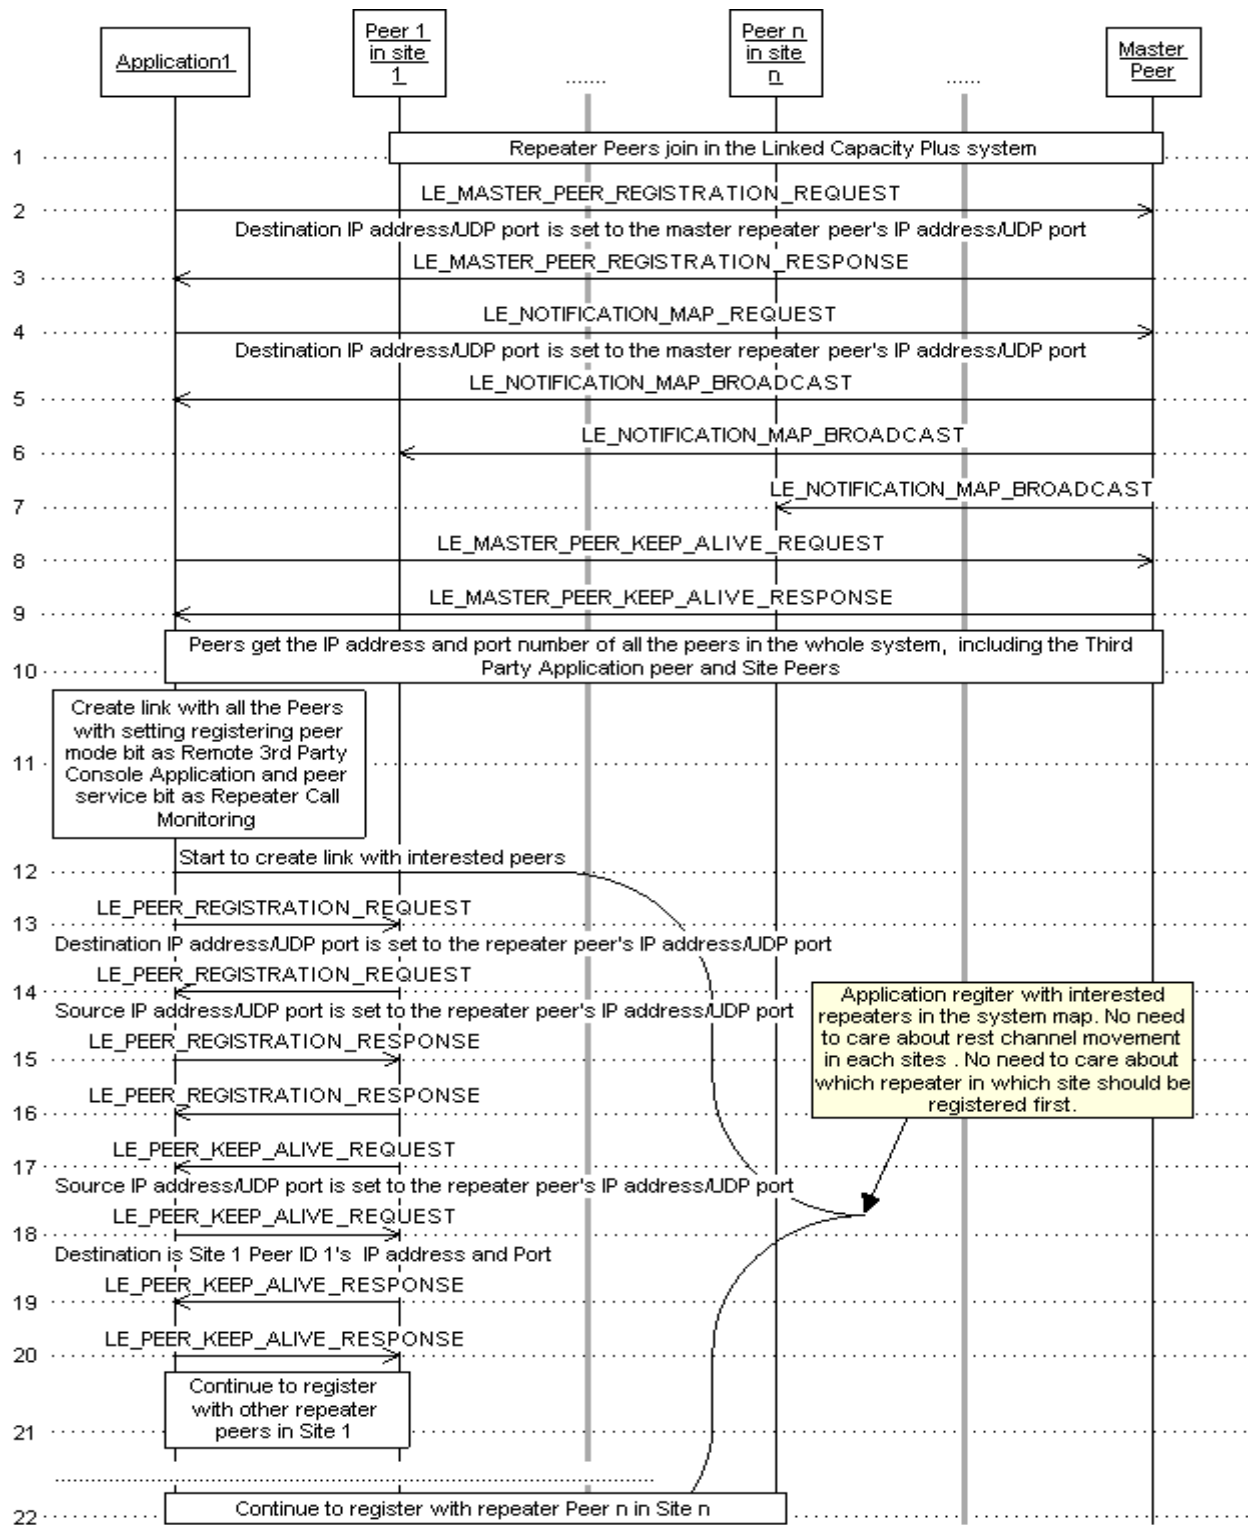 Application1
Peer 1
in site
1
.......
Peer n
in site
n
......
Master
Peer
1
Repeater Peers join in the Linked Capacity Plus system
LE_MASTER_PEER_REGISTRATION_REQUEST
2
Destination IP address/UDP port is set to the master repeater peer's IP address/UDP port
LE_MASTER_PEER_REGISTRATION_RESPONSE
3
LE_NOTIFICATION_MAP_REQUEST
4
Destination IP address/UDP port is set to the master repeater peer's IP address/UDP port
LE_NOTIFICATION_MAP_BROADCAST
5
LE_NOTIFICATION_MAP_BROADCAST
6
LE_NOTIFICATION_MAP_BROADCAST
7
LE_MASTER_PEER_KEEP_ALIVE_REQUEST
8
LE_MASTER_PEER_KEEP_ALIVE_RESPONSE
9
Peers get the IP address and port number of all the peers in the whole system, including the Third
Party Application peer and Site Peers
10
Create link with all the Peers
with setting registering peer
mode bit as Remote 3rd Party
Console Application and peer
service bit as Repeater Call
Monitoring
11
Start to create link with interested peers
12
LE_PEER_REGISTRATION_REQUEST
13
Destination IP address/UDP port is set to the repeater peer's IP address/UDP port
LE_PEER_REGISTRATION_REQUEST
14
Source IP address/UDP port is set to the repeater peer's IP address/UDP port
Application regiter with interested
repeaters in the system map. No need
to care about rest channel movement
in each sites . No need to care about
which repeater in which site should be
registered first.
LE_PEER_REGISTRATION_RESPONSE
15
LE_PEER_REGISTRATION_RESPONSE
16
LE_PEER_KEEP_ALIVE_REQUEST
17
Source IP address/UDP port is set to the repeater peer's IP address/UDP port
LE_PEER_KEEP_ALIVE_REQUEST
18
Destination is Site 1 Peer ID 1's IP address and Port
LE_PEER_KEEP_ALIVE_RESPONSE
19
LE_PEER_KEEP_ALIVE_RESPONSE
20
Continue to register
with other repeater
peers in Site 1
21
Continue to register with repeater Peer n in Site n
22